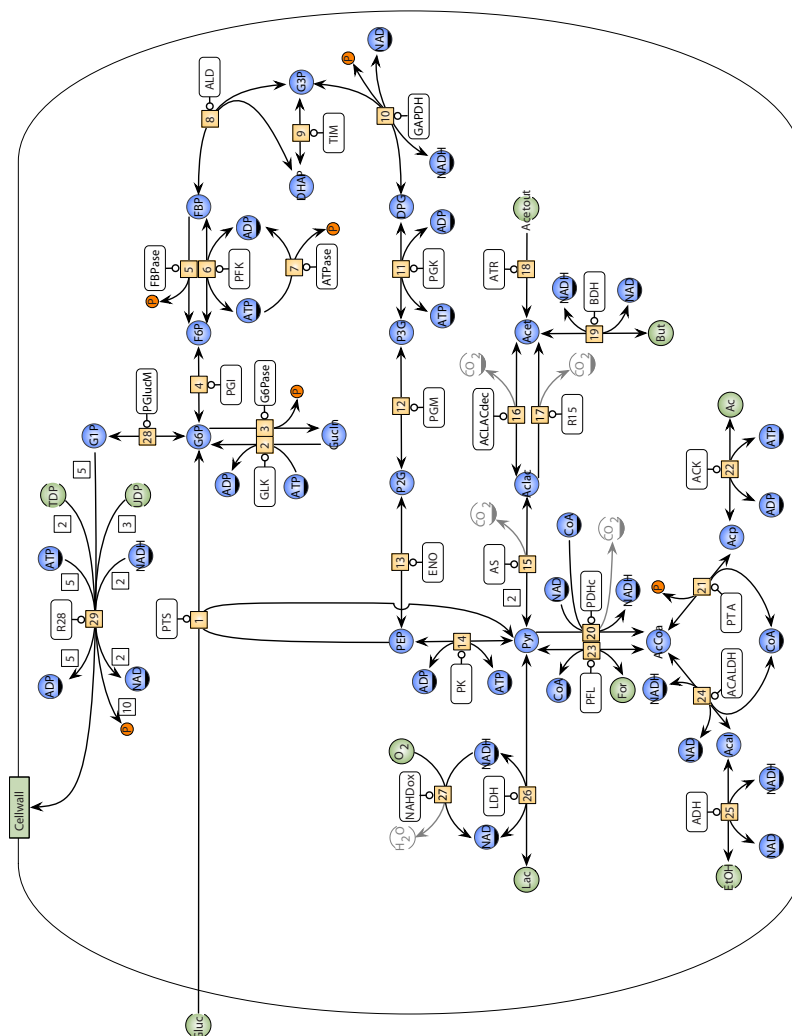 Cellwall
ADP
ATP
TDP
5
R28
5
2
5
29
G1P
P
10
NAD
2
2
NADH
3
UDP
28
PGlucM
Gluc
PTS
1
G6P
4
PGI
F6P
P
5
FBPase
6
PFK
FBP
8
ALD
ADP
GLK
2
3
G6Pase
ATP
P
GucIn
ATP
ADP
7
ATPase
P
DHAP
9
TIM
G3P
P
NAD
10
GAPDH
NADH
PEP
13
ENO
P2G
12
PGM
P3G
11
PGK
DPG
ATP
ADP
O2
H2O
NAHDox
27
NAD
NADH
LDH
26
Lac
ADP
14
PK
ATP
Pyr
2
15
AS
CO2
Aclac
ACLACdec
16
CO2
17
R15
CO2
Acet
ATR
18
Acetout
NADH
19
BDH
NAD
But
CoA
NAD
CoA
CO2
PFL
23
20
PDHc
For
NADH
AcCoa
NADH
NAD
24
ACALDH
P
21
PTA
CoA
Acal
Acp
EtOH
ADH
25
NAD
NADH
ADP
ACK
22
ATP
Ac